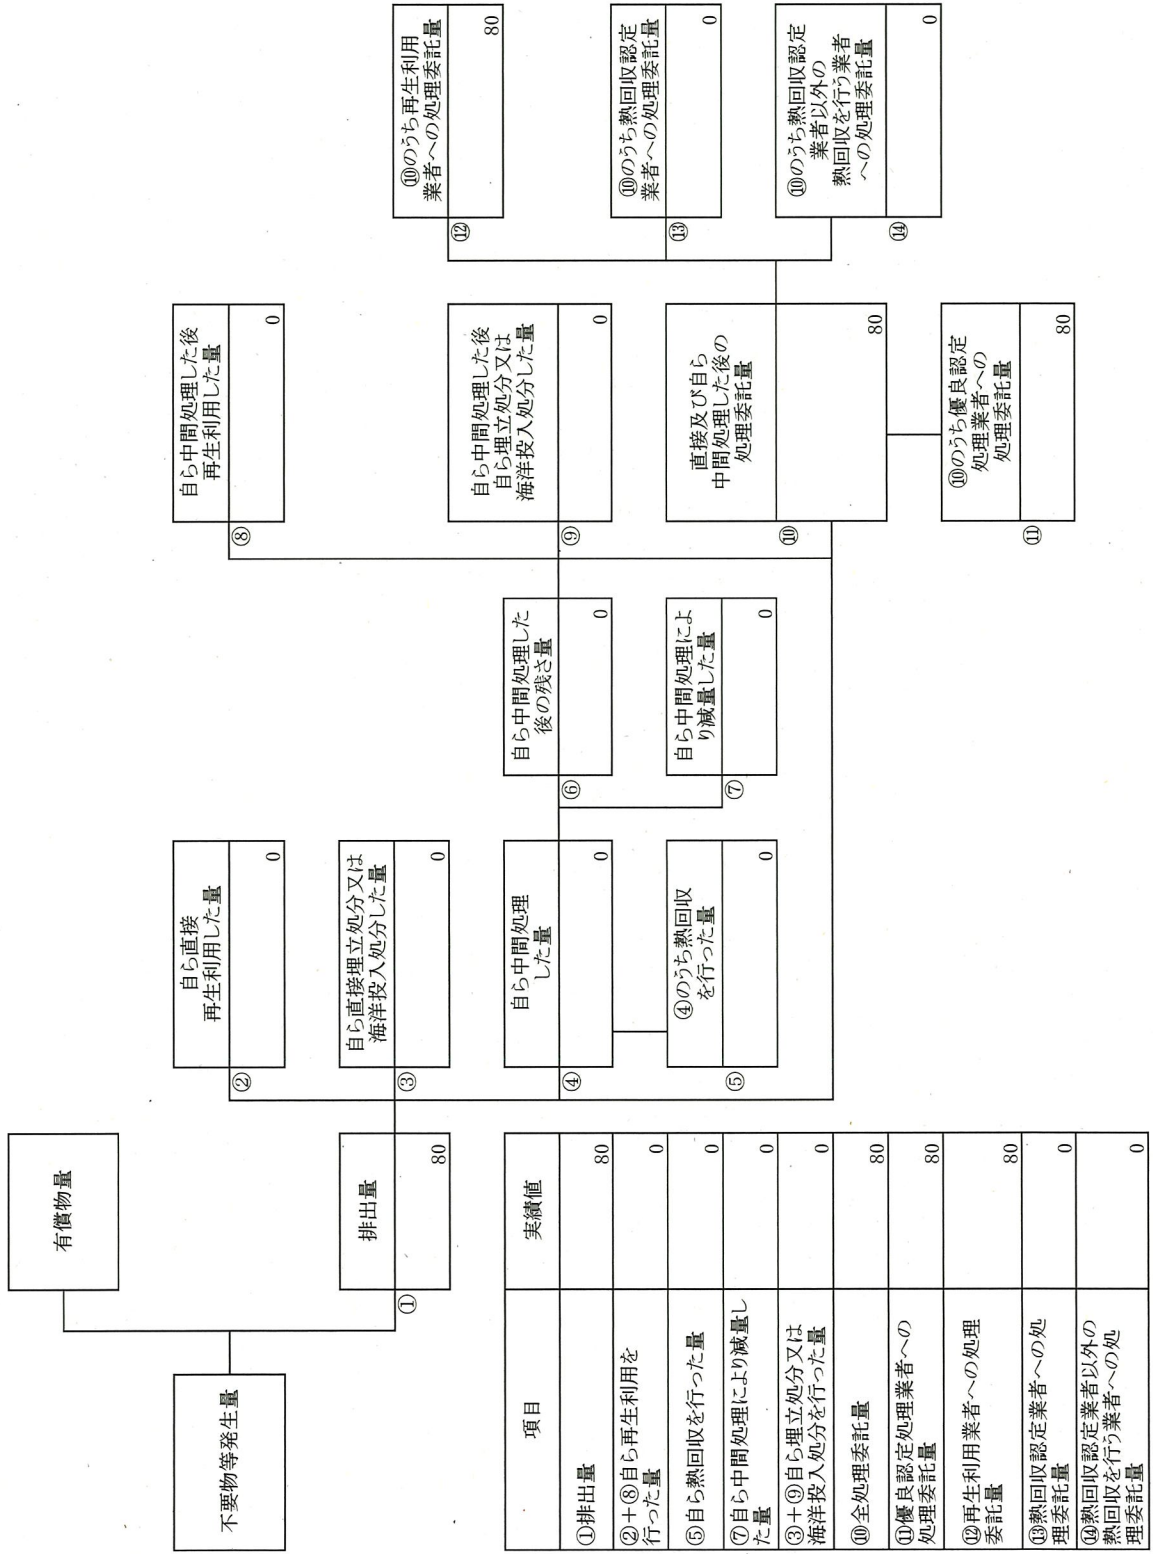 有償物量
不要物等発生量
排出量
①
80
自ら直接
再生利用した量
②
0
自ら直接埋立処分又は
海洋投入処分した量
③
0
自ら中間処理
した量
④
0
④のうち熱回収
を行った量
⑤
0
自ら中間処理した
後の残さ量
⑥
0
自ら中間処理によ
り減量した量
⑦
0
自ら中間処理した後
再生利用した量
⑧
0
自ら中間処理した後
自ら埋立処分又は
海洋投入処分した量
⑨
0
直接及び自ら
中間処理した後の
処理委託量
⑩
80
⑩のうち優良認定
処理業者への
処理委託量
⑪
80
⑩のうち再生利用
業者への処理委託量
⑫
80
⑩のうち熱回収認定
業者への処理委託量
⑬
0
⑩のうち熱回収認定
業者以外の
熱回収を行う業者
への処理委託量
⑭
0
項目 実績値
①排出量 80
②+⑧自ら再生利用を
行った量 0
⑤自ら熱回収を行った量 0
⑦自ら中間処理により減量し
た量 0
③+⑨自ら埋立処分又は
海洋投入処分を行った量 0
⑩全処理委託量 80
⑪優良認定処理業者への
処理委託量 80
⑫再生利用業者への処理
委託量 80
⑬熱回収認定業者への処
理委託量 0
⑭熱回収認定業者以外の
熱回収を行う業者への処
理委託量 0